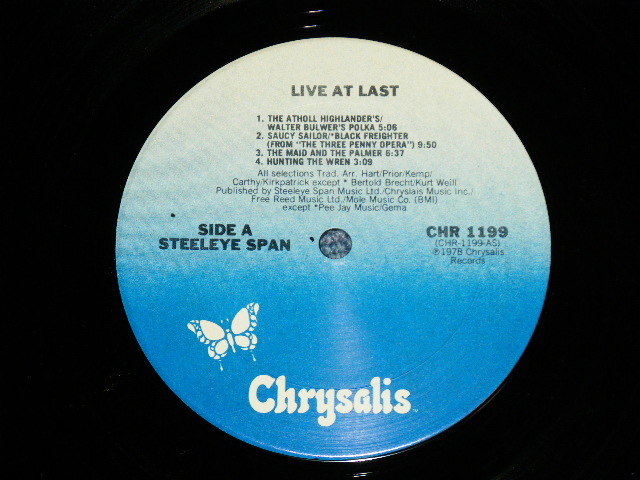 LIVE AT LAST
1. THE ATHOLL HIGHLANDER'S/
WALTER BULWER'S POLKA 5:06
2. SAUCY SAILOR/*BLACK FREIGHTER
(FROM "THE THREE PENNY OPERA") 9:50
3. THE MAID AND THE PALMER 6:37
4. HUNTING THE WREN 3:09
All selections Trad. Arr. Hart/Prior/Kemp/
Carthy/Kirkpatrick except * Bertold Brecht/Kurt Weill
Published by Steeleye Span Music Ltd./Chryslais Music Inc./
Free Reed Music Ltd./Mole Music Co. (BMI)
except *Pee Jay Music/Gema
SIDE A
STEELEYE SPAN
CHR 1199
(CHR-1199-AS)
℗1978 Chrysalis
Records
Chrysalis